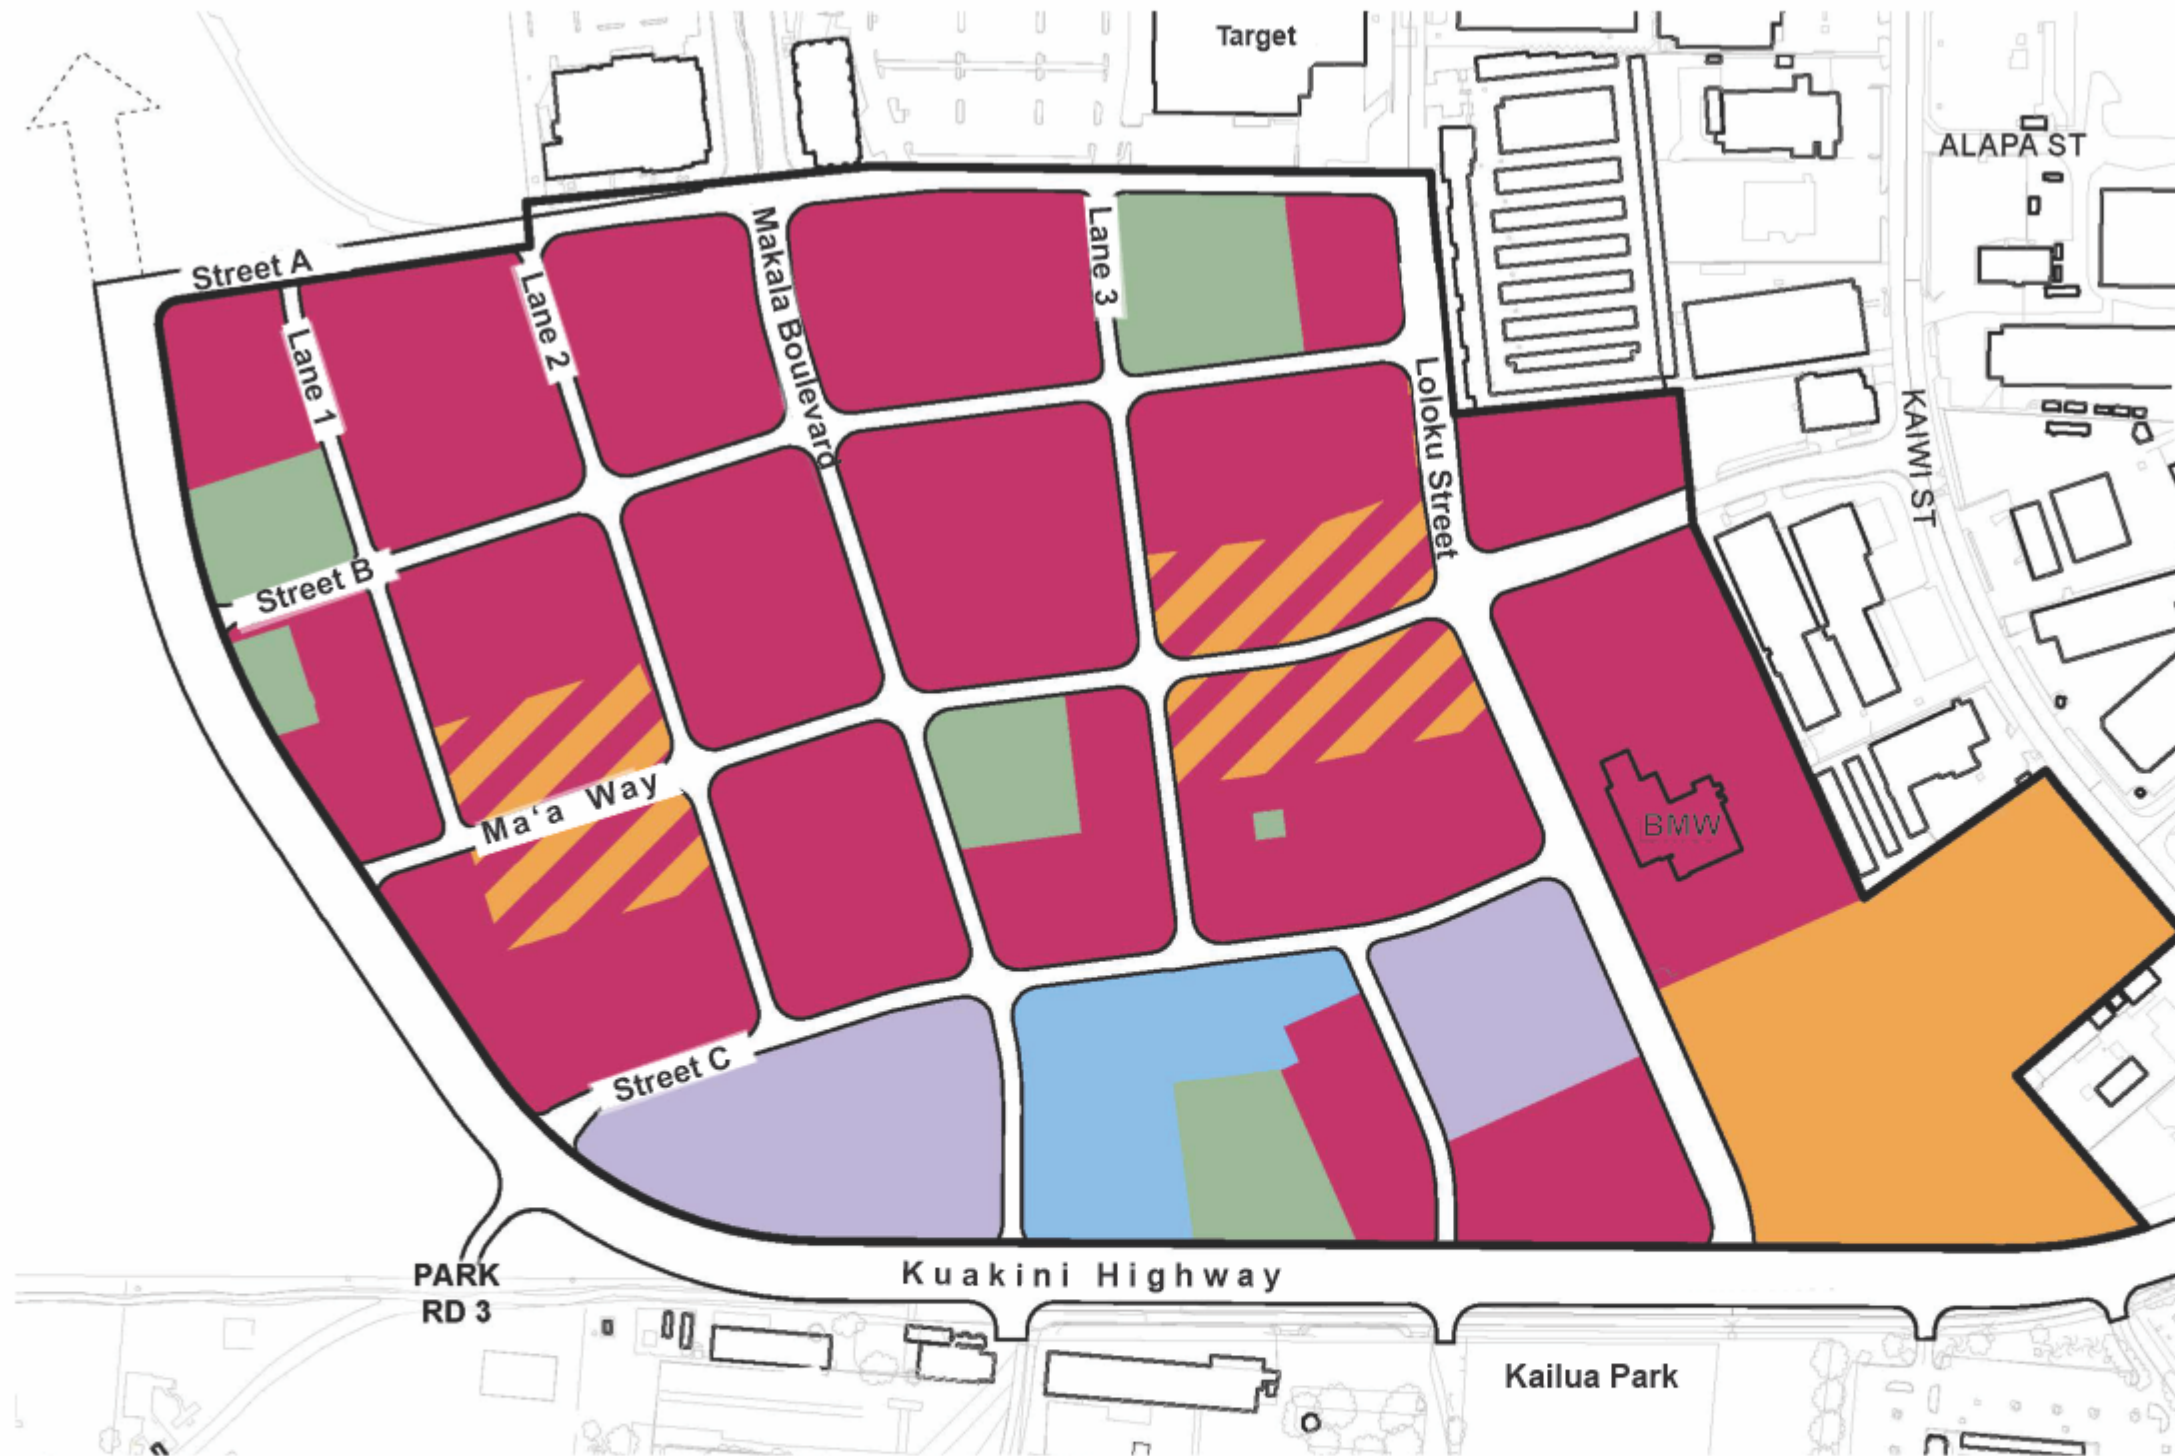 Target
ALAPA ST
Street A
Lane 1
Lane 2
Makala Boulevard
Lane 3
Loloku Street
KAIWI ST
Street B
Maʻa Way
BMW
Street C
PARK
RD 3
Kuakini Highway
Kailua Park